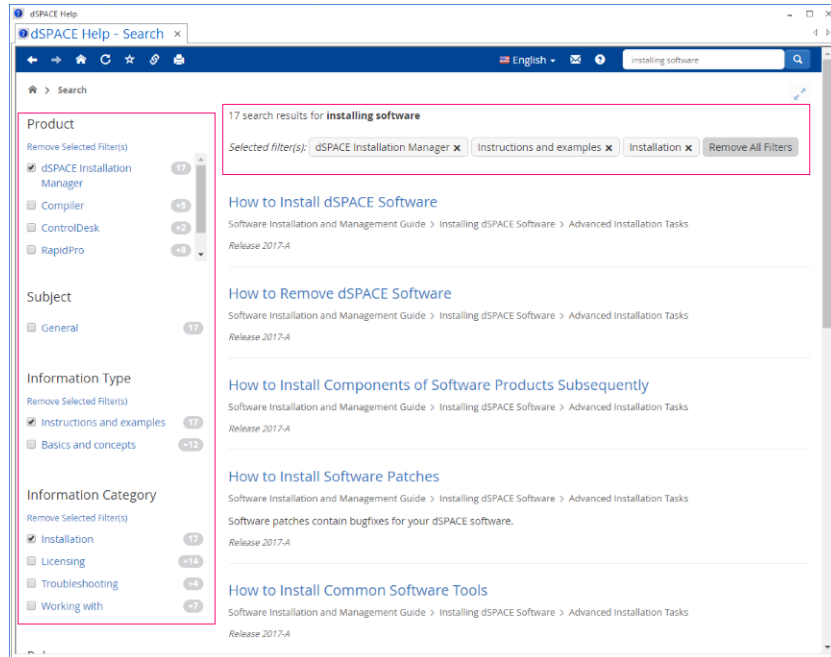 dSPACE Help
dSPACE Help - Search ×
English
installing software
> Search
Product
Remove Selected Filter(s)
dSPACE Installation 17
Manager
Compiler +5
ControlDesk +2
RapidPro +8
Subject
General 17
Information Type
Remove Selected Filter(s)
Instructions and examples 17
Basics and concepts +12
Information Category
Remove Selected Filter(s)
Installation 17
Licensing +14
Troubleshooting +4
Working with +7
17 search results for installing software
Selected filter(s): dSPACE Installation Manager × Instructions and examples × Installation × Remove All Filters
How to Install dSPACE Software
Software Installation and Management Guide > Installing dSPACE Software > Advanced Installation Tasks
Release 2017-A
How to Remove dSPACE Software
Software Installation and Management Guide > Installing dSPACE Software > Advanced Installation Tasks
Release 2017-A
How to Install Components of Software Products Subsequently
Software Installation and Management Guide > Installing dSPACE Software > Advanced Installation Tasks
Release 2017-A
How to Install Software Patches
Software Installation and Management Guide > Installing dSPACE Software > Advanced Installation Tasks
Software patches contain bugfixes for your dSPACE software.
Release 2017-A
How to Install Common Software Tools
Software Installation and Management Guide > Installing dSPACE Software > Advanced Installation Tasks
Release 2017-A